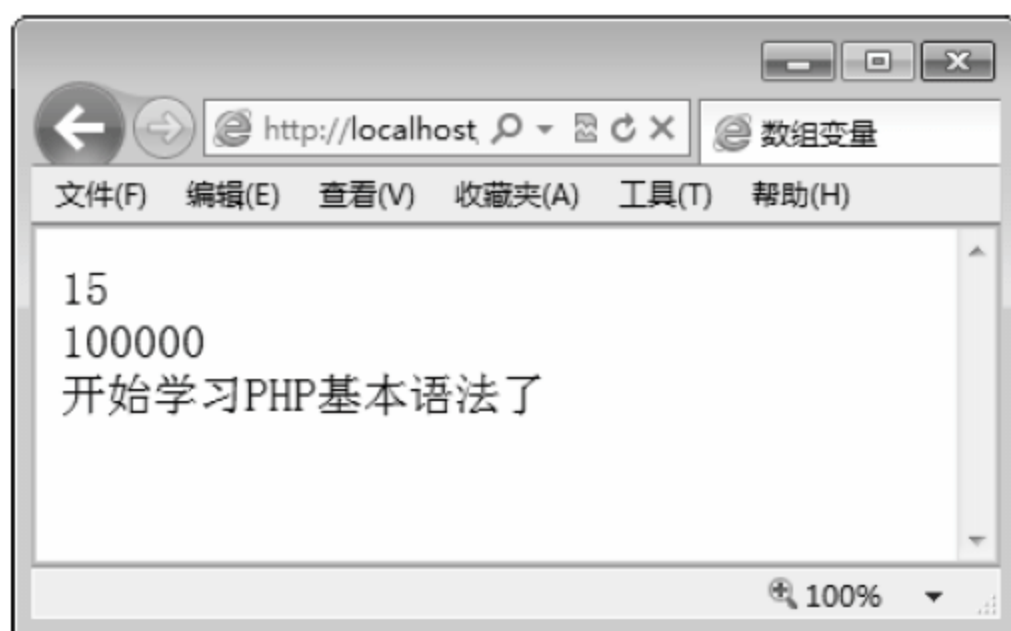 http://localhost
数组变量
文件(F) 编辑(E) 查看(V) 收藏夹(A) 工具(T) 帮助(H)
15
100000
开始学习PHP基本语法了
100%